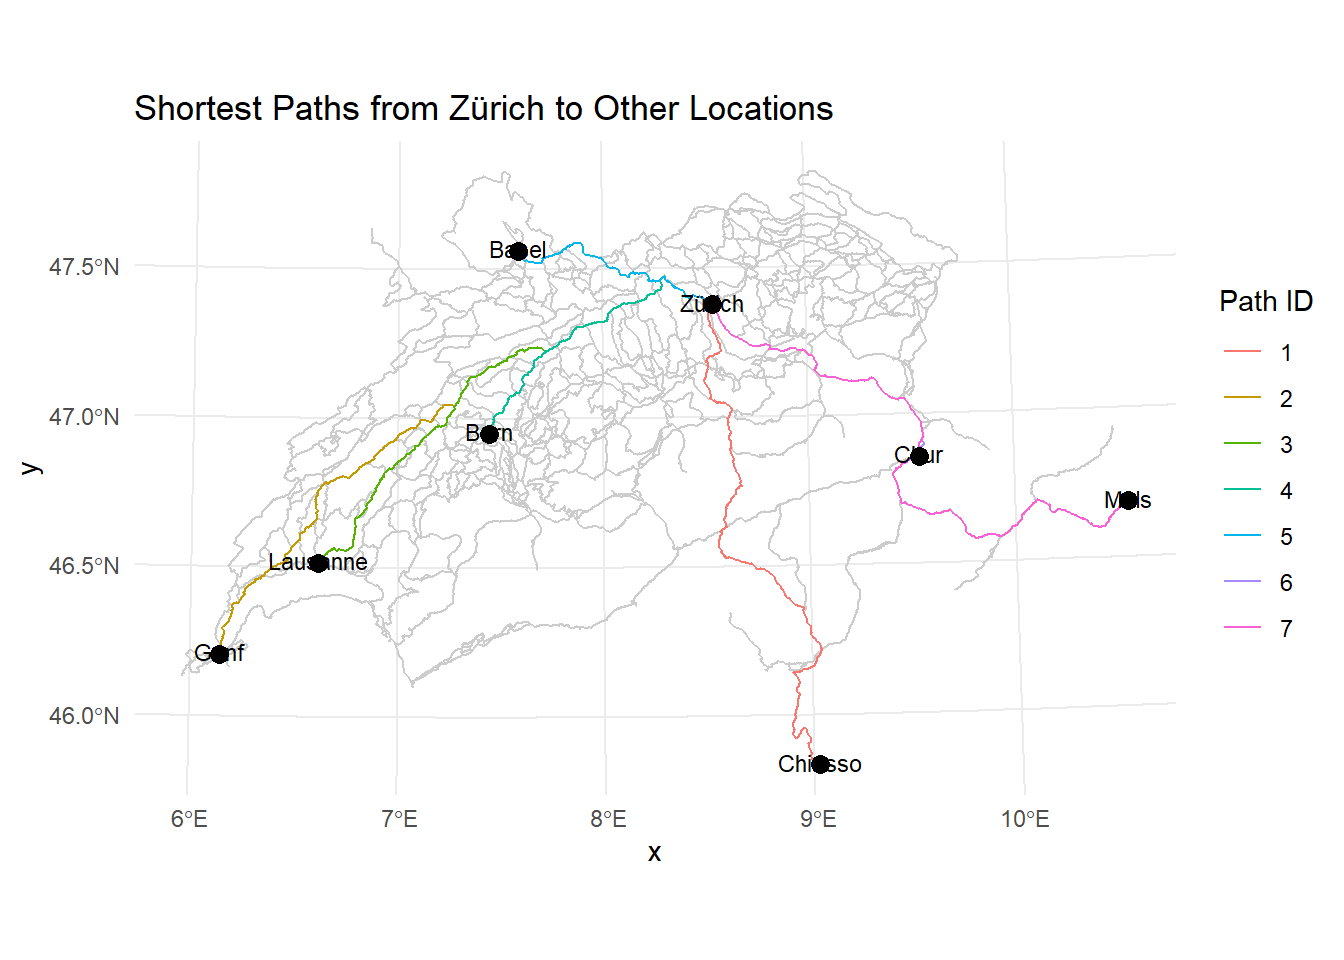 Shortest Paths from Zürich to Other Locations
47.5°N
47.0°N
46.5°N
46.0°N
y
6°E
7°E
8°E
9°E
10°E
x
Basel
Zürich
Bern
Chur
Lausanne
Genf
Chiasso
Path ID
1
2
3
4
5
6
7